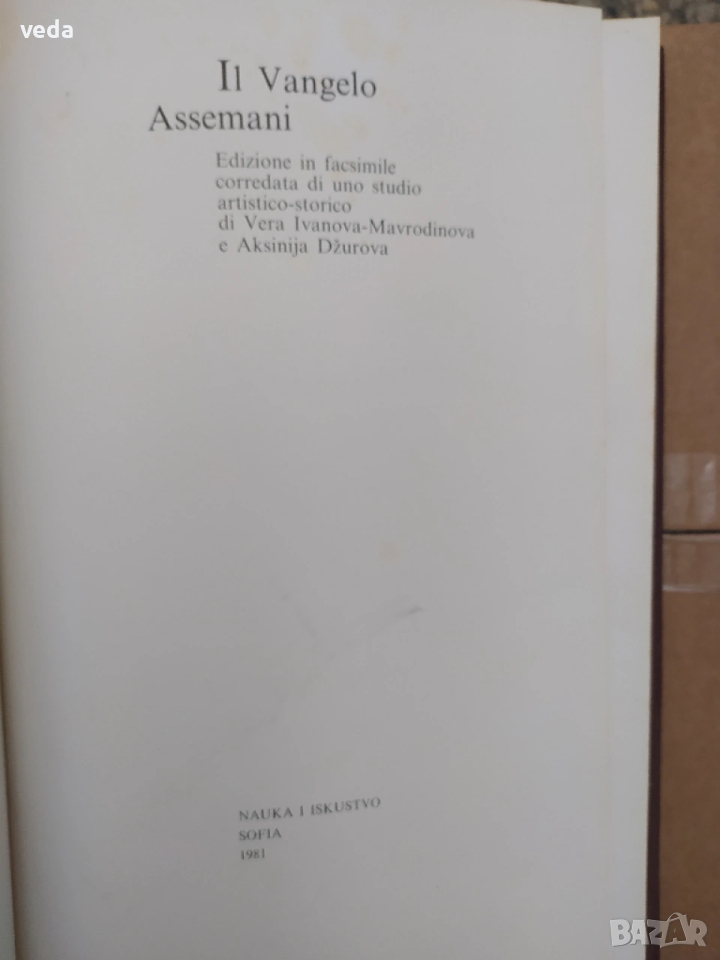 veda
Il Vangelo
Assemani
Edizione in facsimile
corredata di uno studio
artistico-storico
di Vera Ivanova-Mavrodinova
e Aksinija Džurova
NAUKA I ISKUSTVO
SOFIA
1981
BAZAR